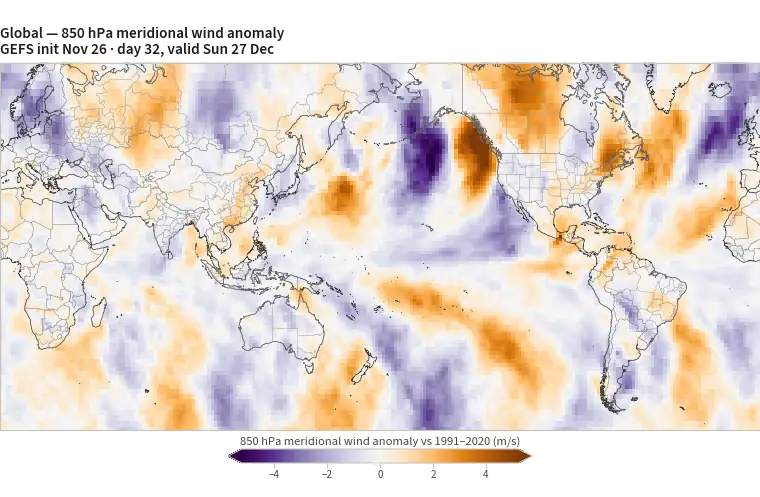 Global — 850 hPa meridional wind anomaly
GEFS init Nov 26 · day 32, valid Sun 27 Dec
850 hPa meridional wind anomaly vs 1991–2020 (m/s)
−4 −2 0 2 4